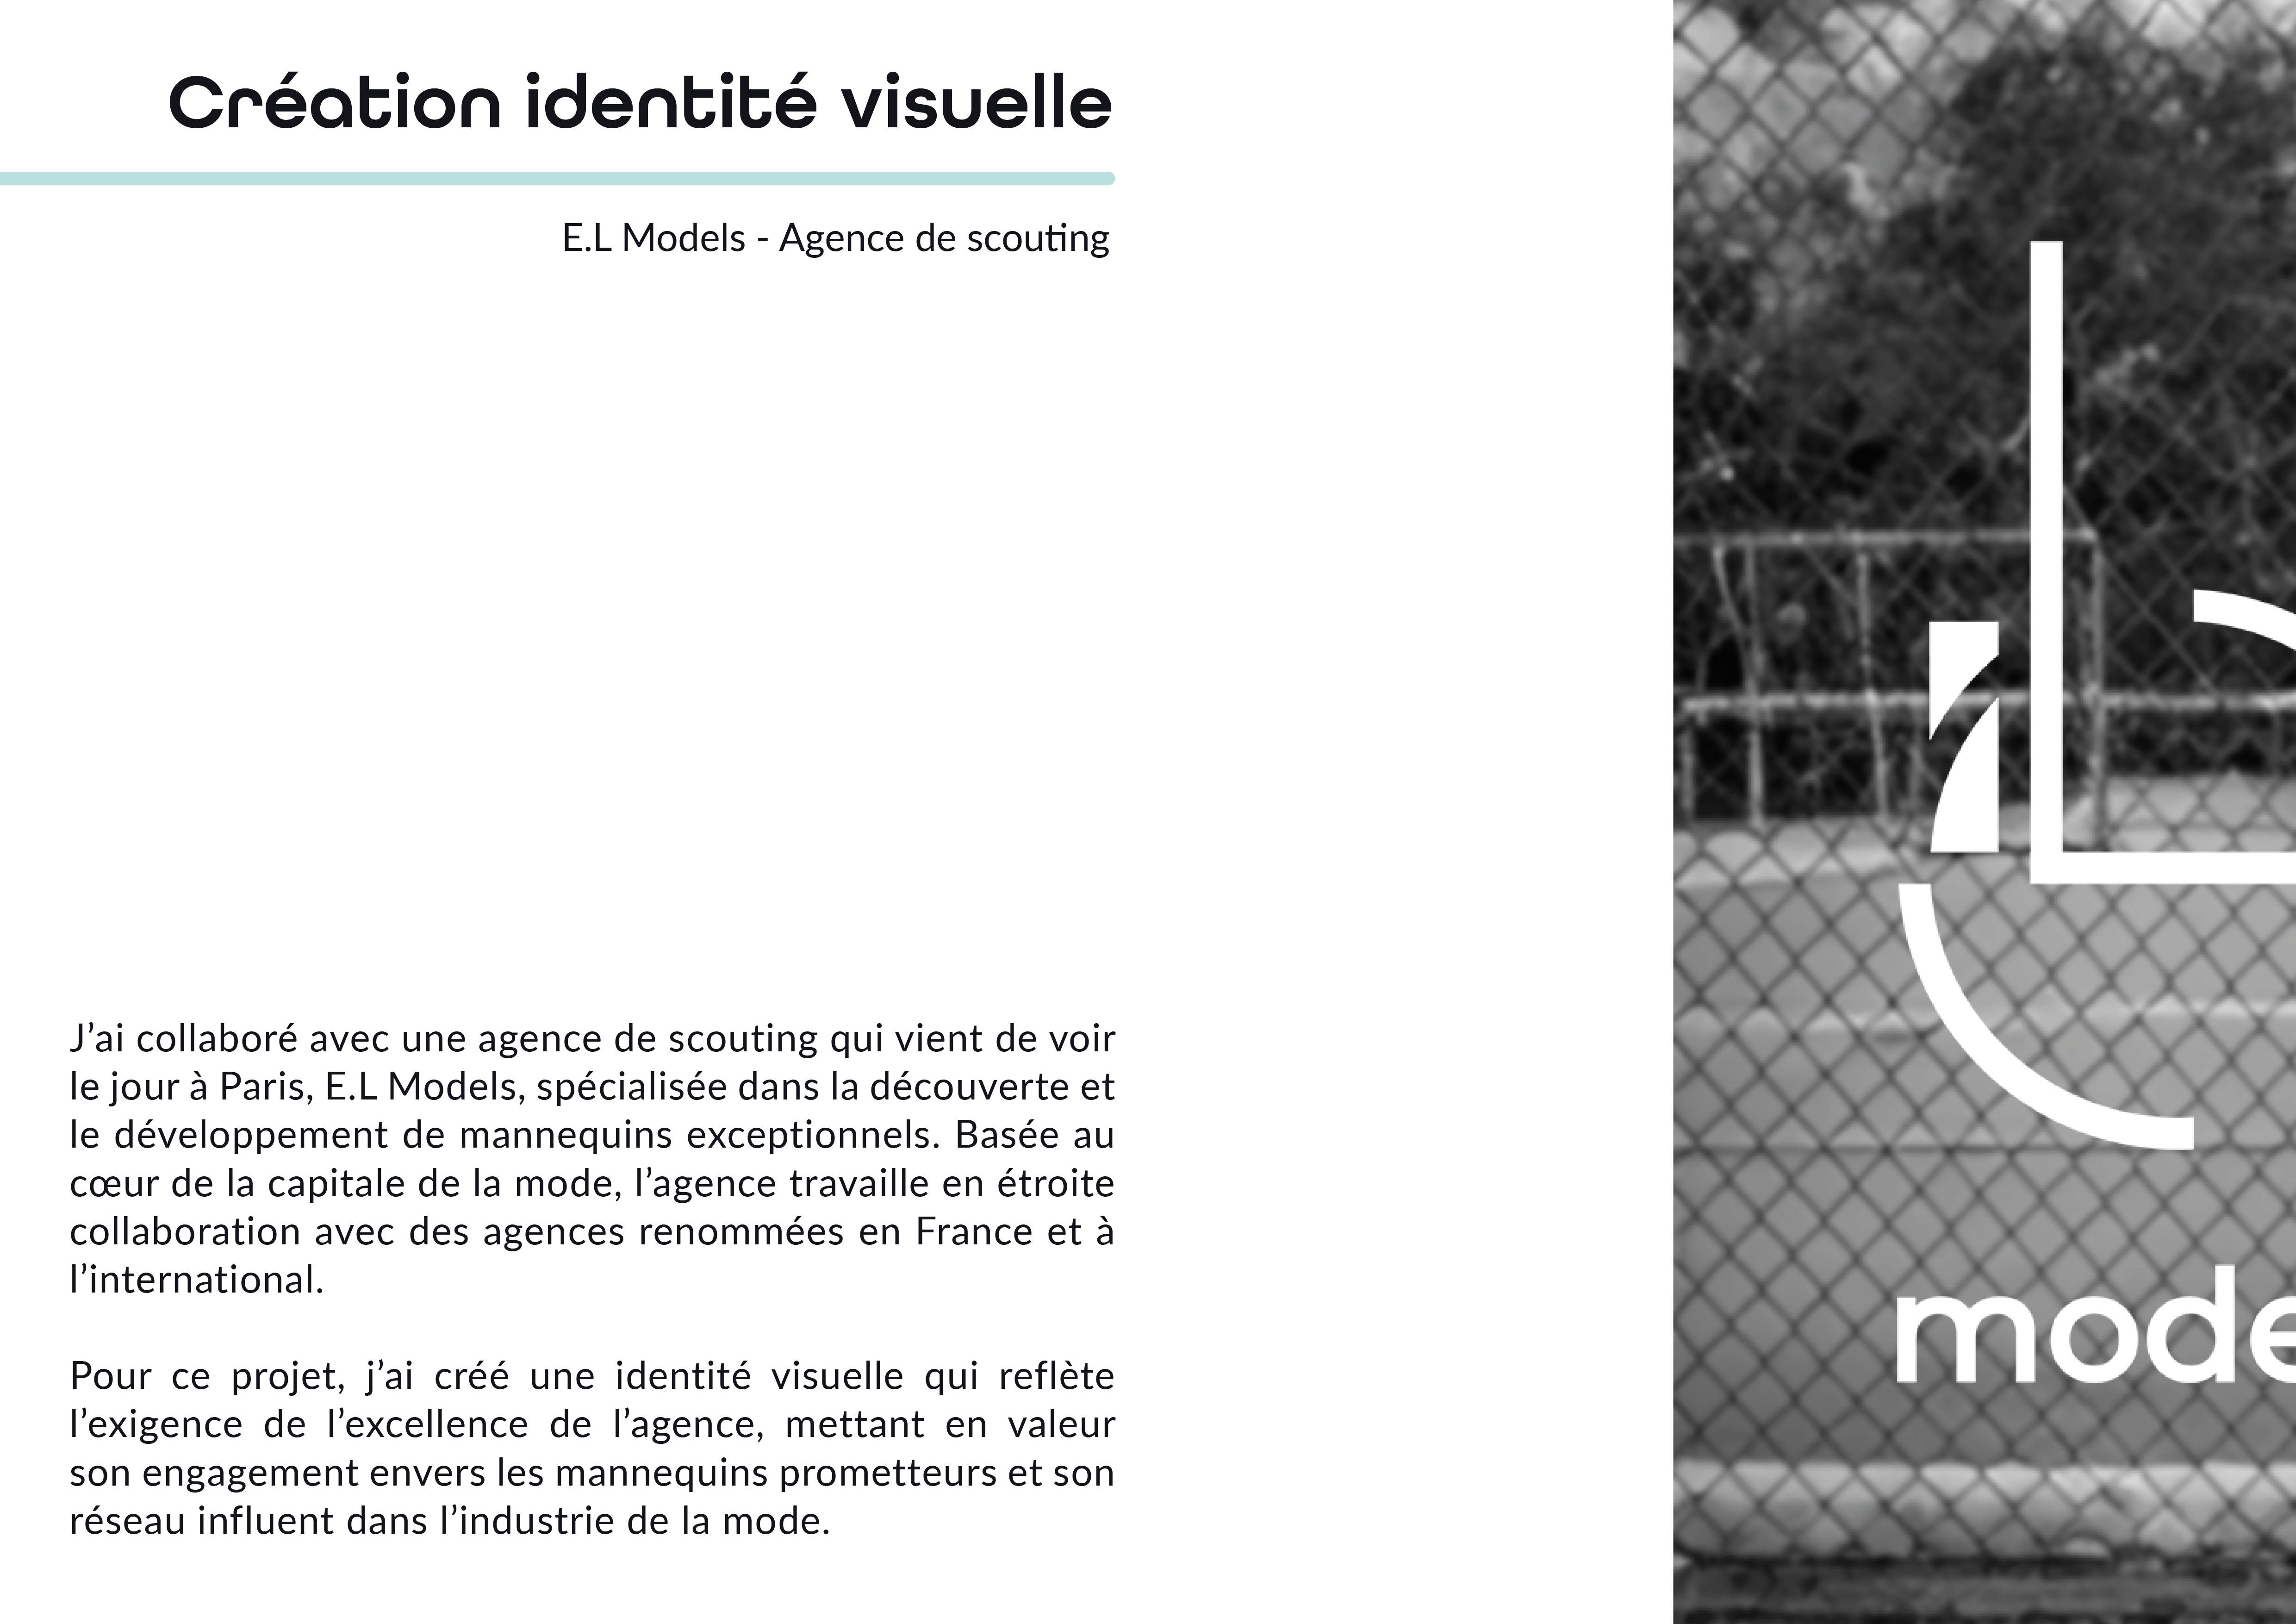 Création identité visuelle
E.L Models - Agence de scouting
J’ai collaboré avec une agence de scouting qui vient de voir
le jour à Paris, E.L Models, spécialisée dans la découverte et
le développement de mannequins exceptionnels. Basée au
cœur de la capitale de la mode, l’agence travaille en étroite
collaboration avec des agences renommées en France et à
l’international.
Pour ce projet, j’ai créé une identité visuelle qui reflète
l’exigence de l’excellence de l’agence, mettant en valeur
son engagement envers les mannequins prometteurs et son
réseau influent dans l’industrie de la mode.
mode